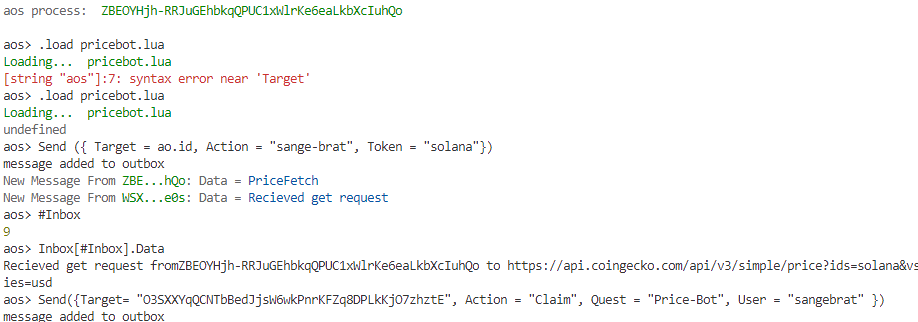 aos process:  ZBEOYHjh-RRJuGEhbkqQPUC1xWlrKe6eaLkbXcIuhQo
aos> .load pricebot.lua
Loading...  pricebot.lua
[string "aos"]:7: syntax error near 'Target'
aos> .load pricebot.lua
Loading...  pricebot.lua
undefined
aos> Send ({ Target = ao.id, Action = "sange-brat", Token = "solana"})
message added to outbox
New Message From ZBE...hQo: Data = PriceFetch
New Message From WSX...e0s: Data = Recieved get request
aos> #Inbox
9
aos> Inbox[#Inbox].Data
Recieved get request fromZBEOYHjh-RRJuGEhbkqQPUC1xWlrKe6eaLkbXcIuhQo to https://api.coingecko.com/api/v3/simple/price?ids=solana&vs
ies=usd
aos> Send({Target= "O3SXXYqQCNTbBedJjsW6wkPnrKFZq8DPLkKjO7zhztE", Action = "Claim", Quest = "Price-Bot", User = "sangebrat" })
message added to outbox